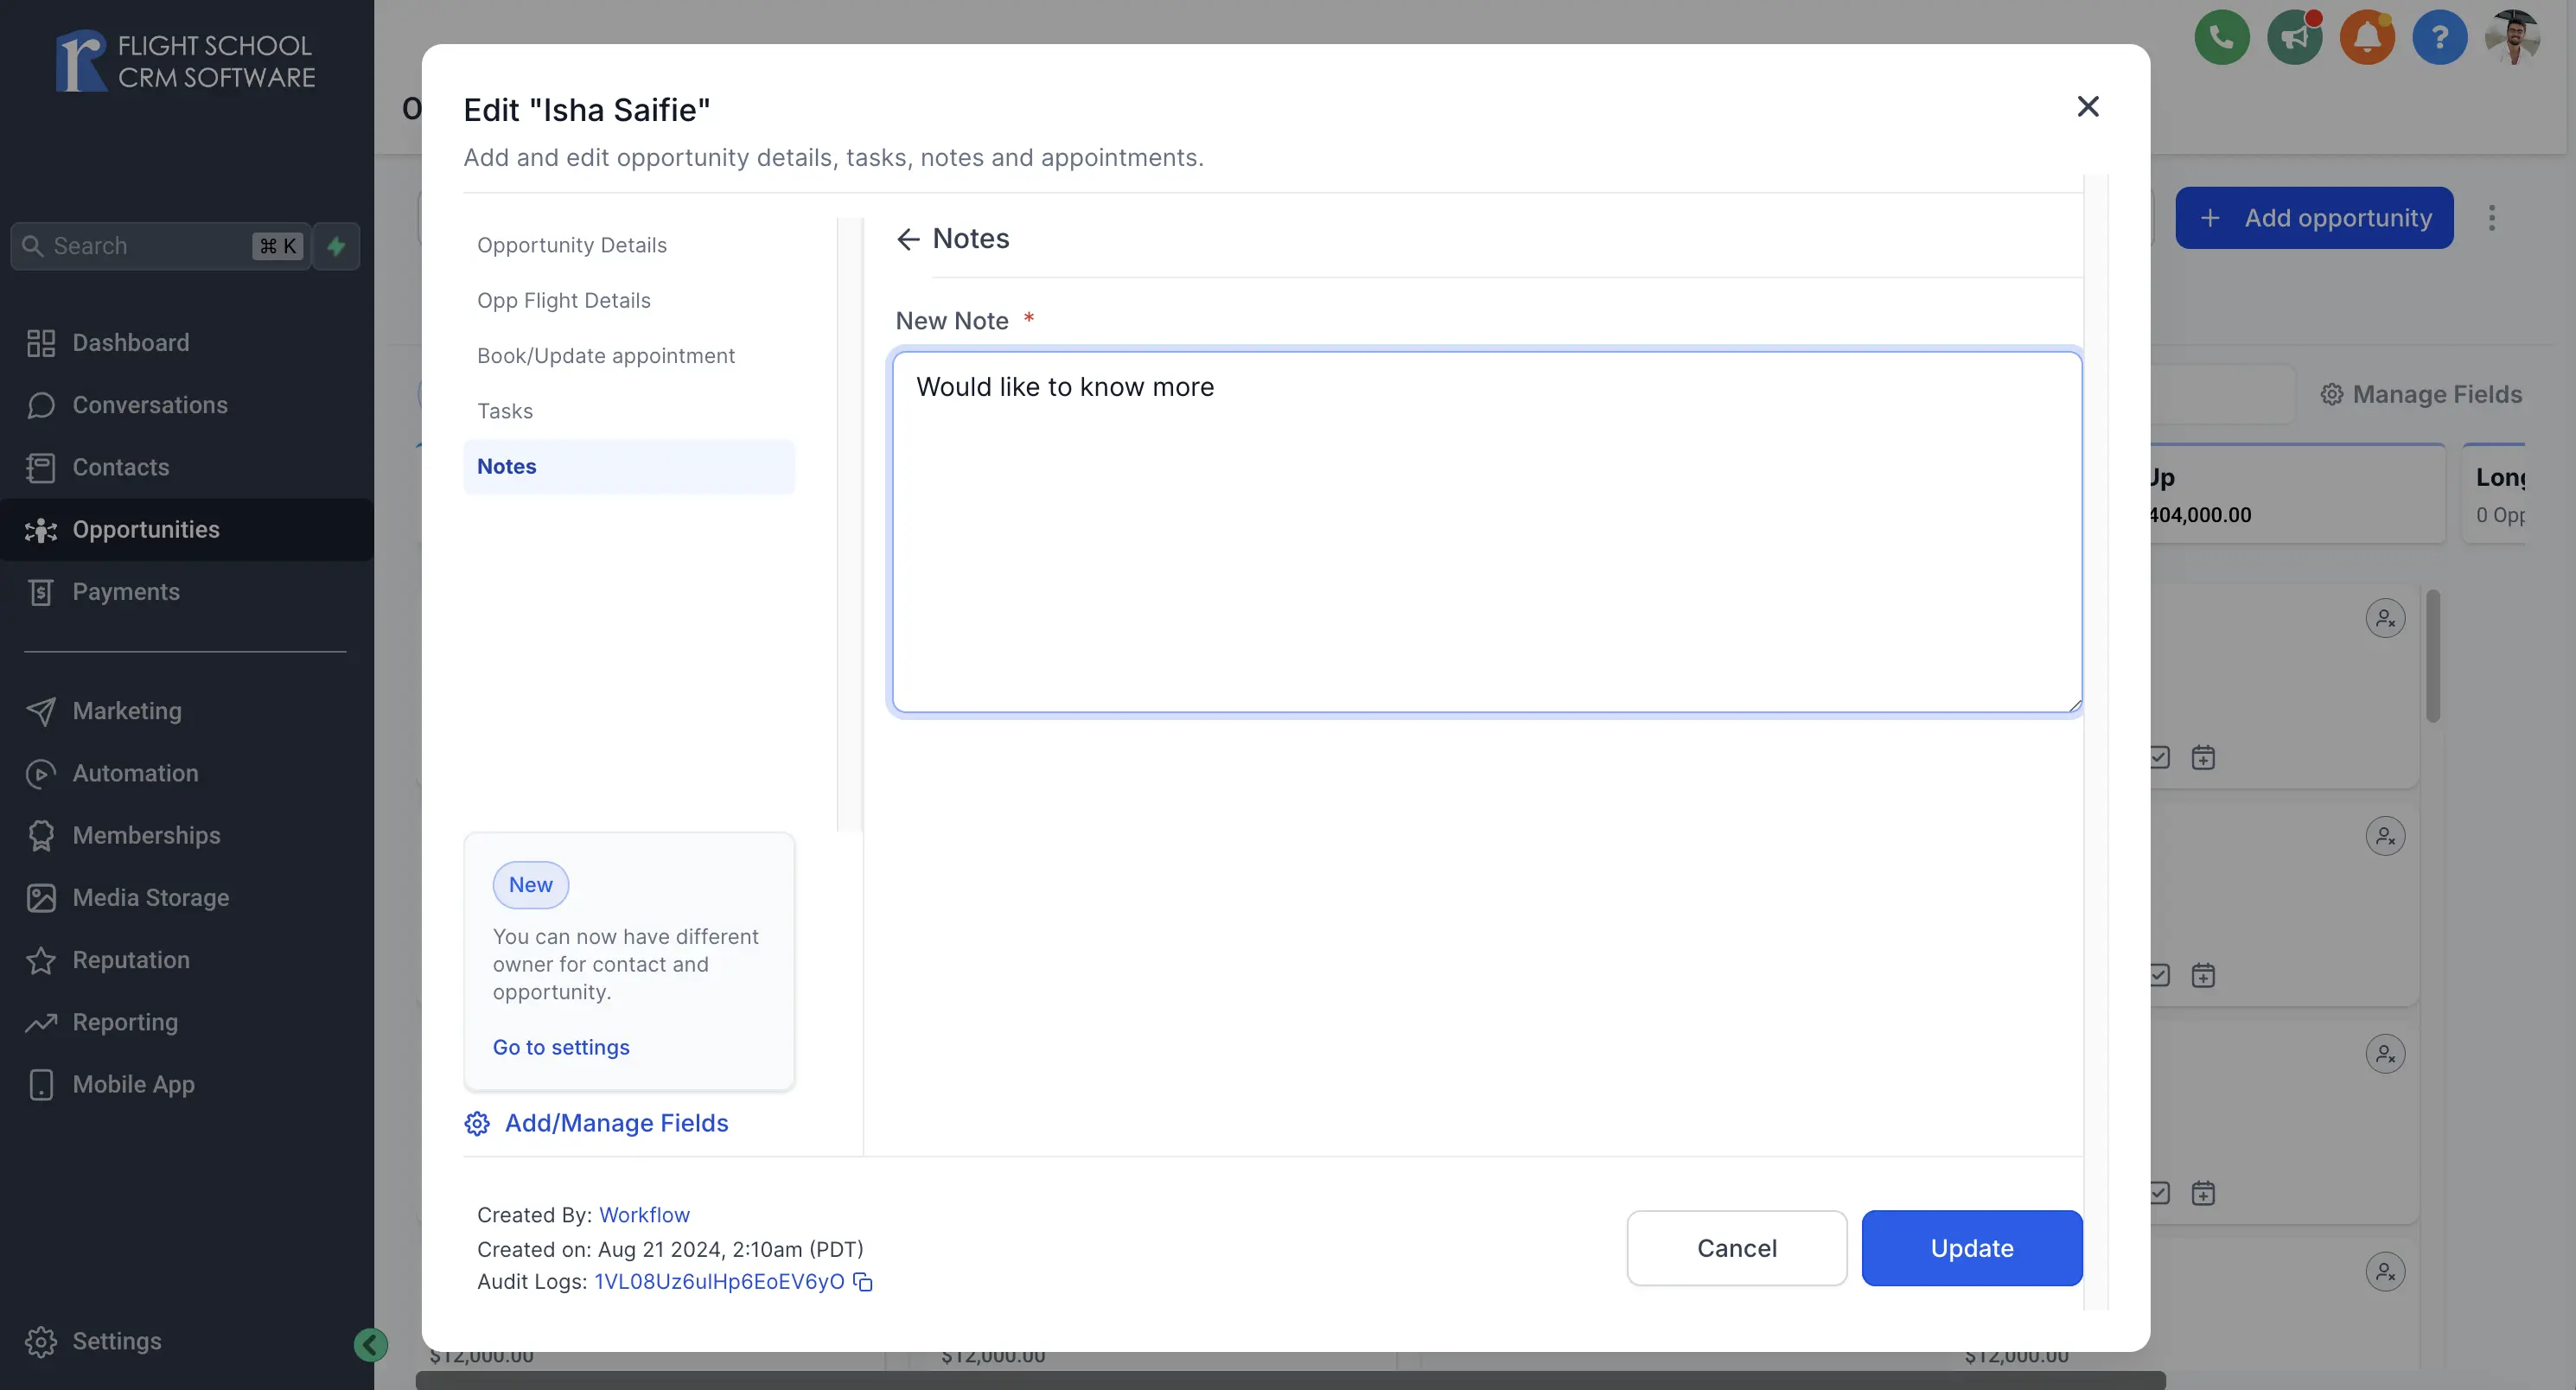 FLIGHT SCHOOL
CRM SOFTWARE
Search
⌘ K
Dashboard
Conversations
Contacts
Opportunities
Payments
Marketing
Automation
Memberships
Media Storage
Reputation
Reporting
Mobile App
Settings
O
Add opportunity
Manage Fields
Up
404,000.00
Long
0 Opp
Edit "Isha Saifie"
Add and edit opportunity details, tasks, notes and appointments.
Opportunity Details
Opp Flight Details
Book/Update appointment
Tasks
Notes
New
You can now have different
owner for contact and
opportunity.
Go to settings
Add/Manage Fields
Notes
New Note *
Would like to know more
Created By: Workflow
Created on: Aug 21 2024, 2:10am (PDT)
Audit Logs: 1VL08Uz6uIHp6EoEV6yO
Cancel
Update
$12,000.00
$12,000.00
$12,000.00